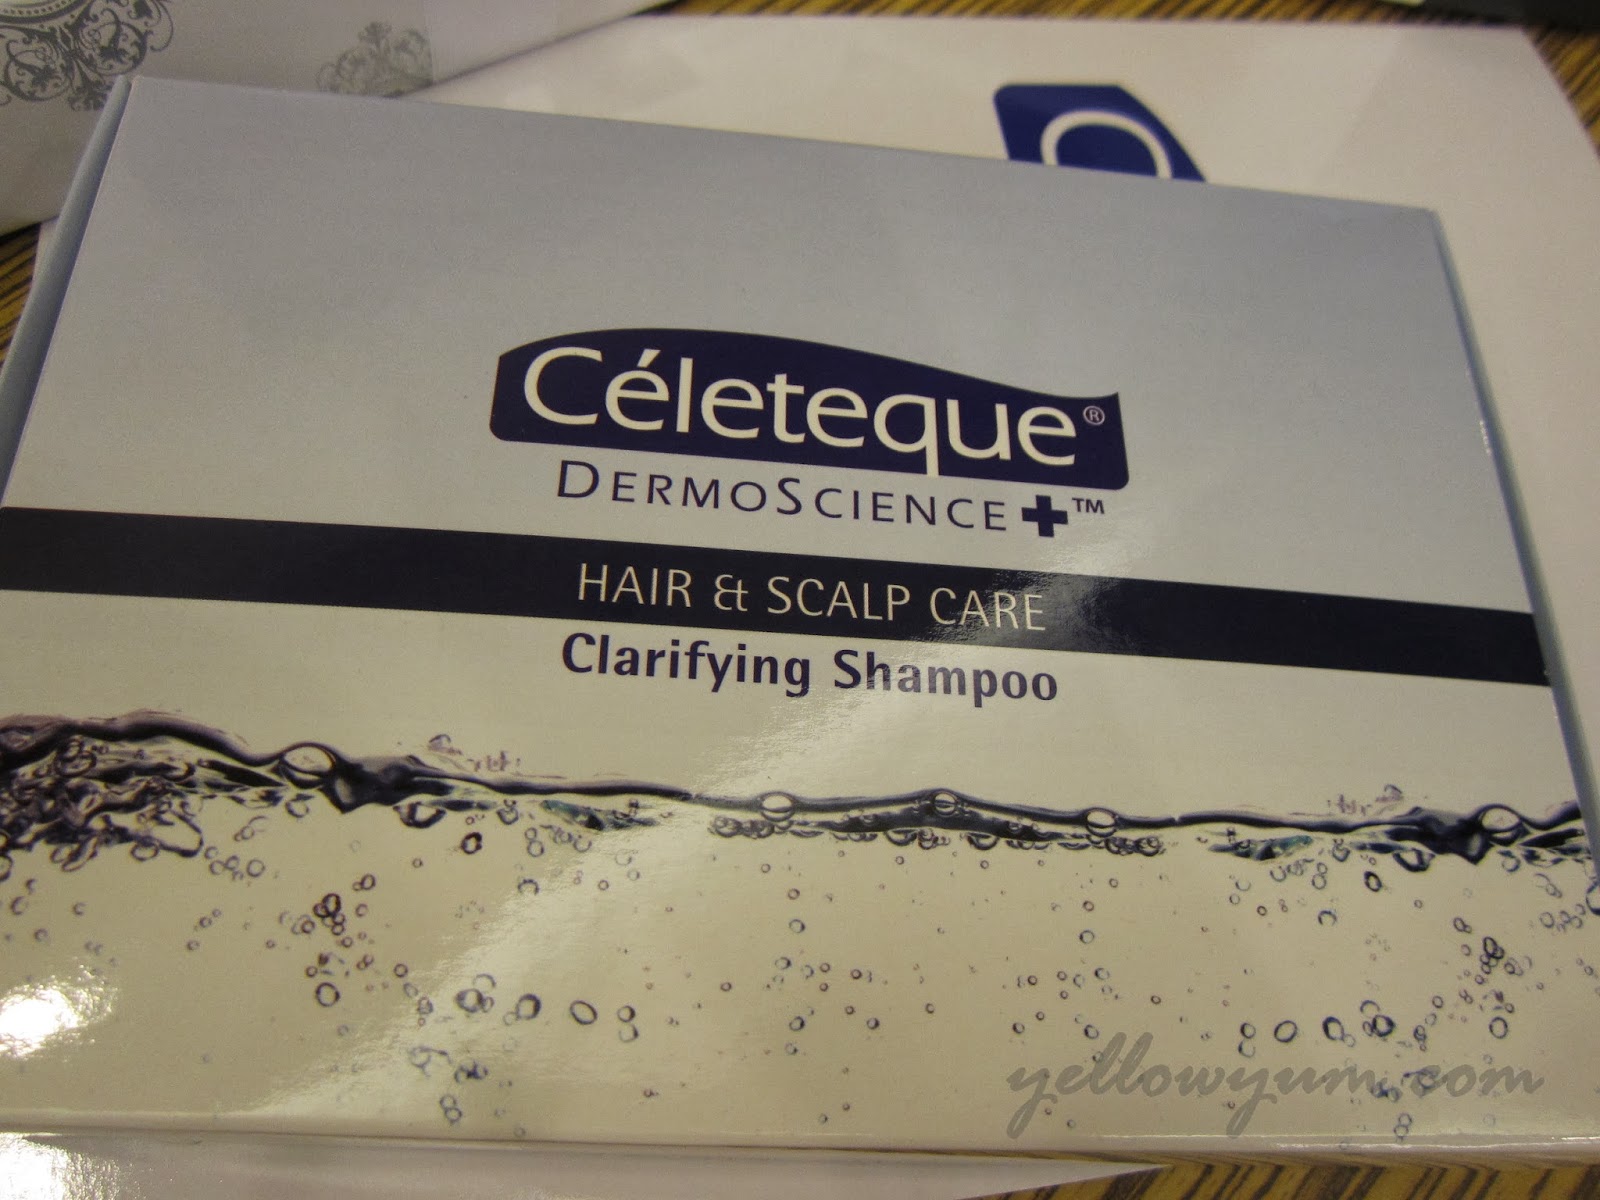 Céleteque®
DERMOSCIENCE+™
HAIR & SCALP CARE
Clarifying Shampoo
yellowyum.com